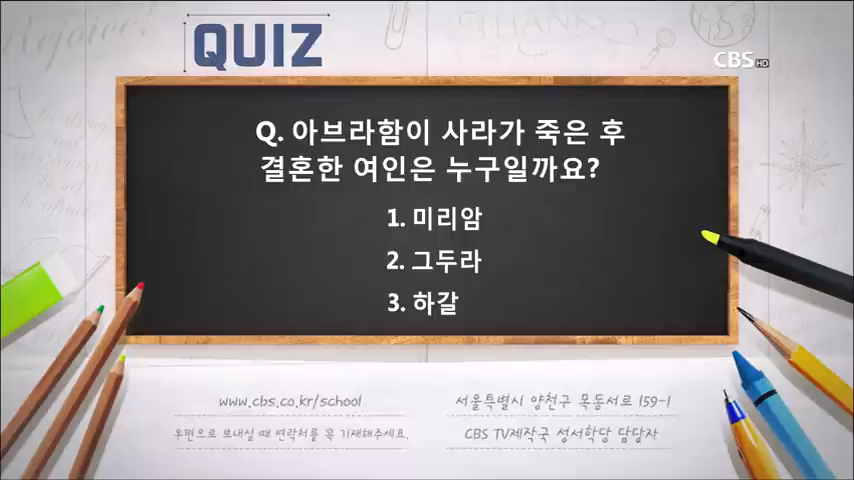 QUIZ
CBS HD
Rejoice!
Q. 아브라함이 사라가 죽은 후
결혼한 여인은 누구일까요?
1. 미리암
2. 그두라
3. 하갈
www.cbs.co.kr/school
우편으로 보내실 때 연락처를 꼭 기재해주세요.
서울특별시 양천구 목동서로 159-1
CBS TV제작국 성서학당 담당자